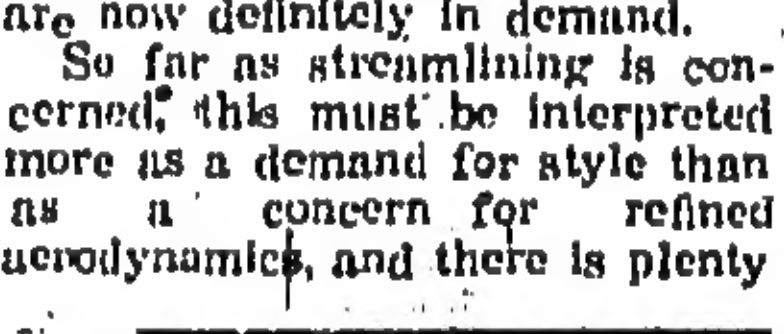 are now definitely in demand.
So far as streamlining is con-
cerned, this must be interpreted
more as a demand for style than
as a concern for refined
aerodynamics, and there is plenty